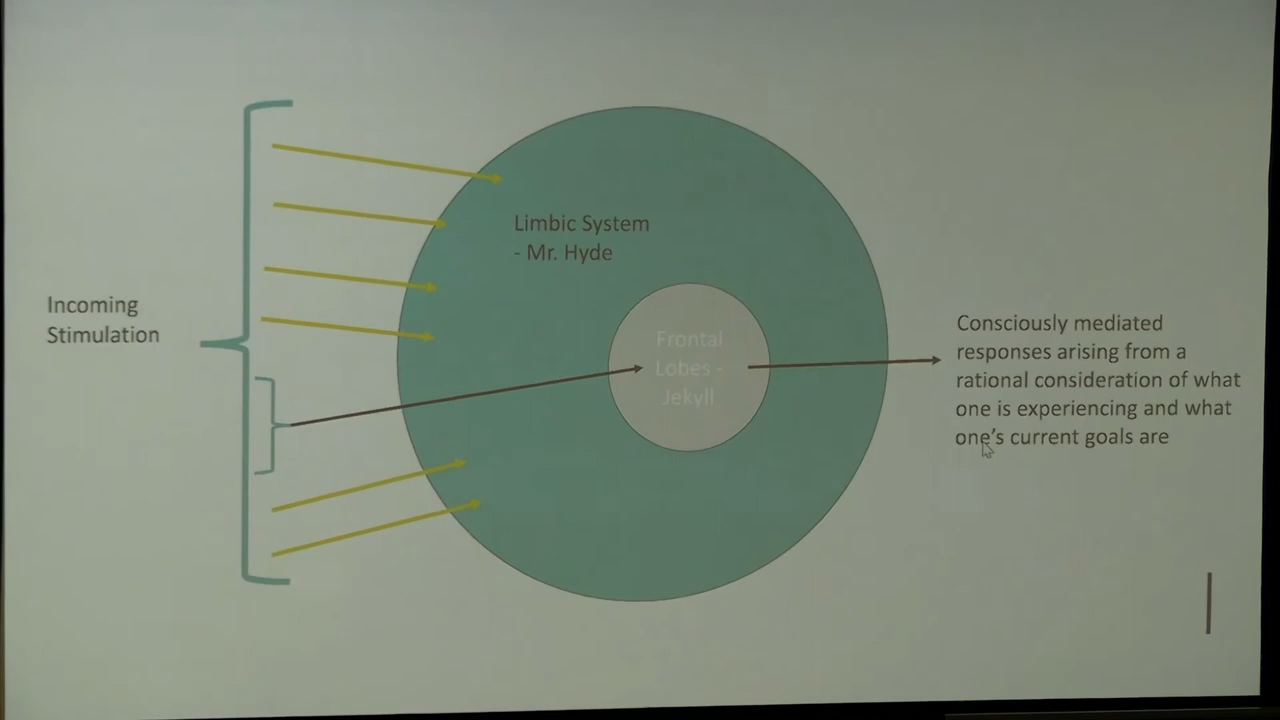 Limbic System
- Mr. Hyde
Incoming
Stimulation
Frontal
Lobes -
Jekyll
Consciously mediated
responses arising from a
rational consideration of what
one is experiencing and what
one's current goals are